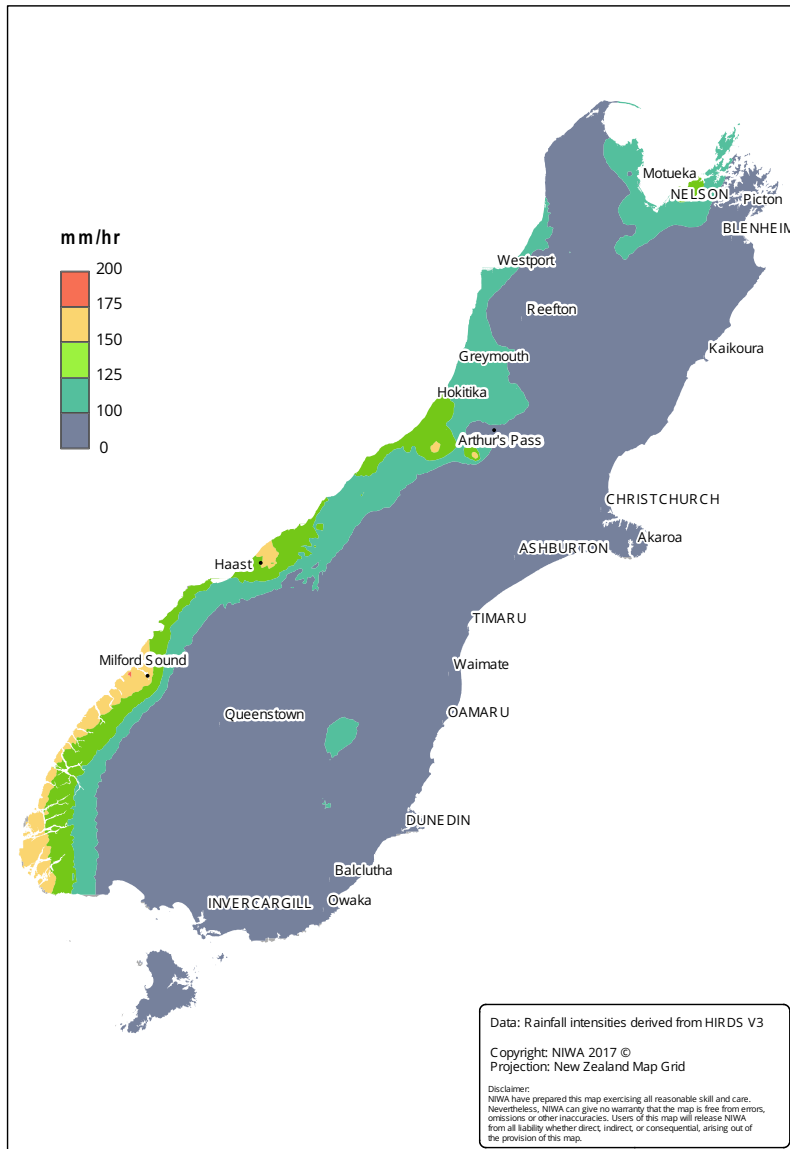 Motueka
NELSON
Picton
BLENHEIM
mm/hr
200
175
150
125
100
0
Westport
Reefton
Kaikoura
Greymouth
Hokitika
Arthur's Pass
CHRISTCHURCH
Akaroa
ASHBURTON
Haast
TIMARU
Waimate
Milford Sound
Queenstown
OAMARU
DUNEDIN
Balclutha
INVERCARGILL
Owaka
Data: Rainfall intensities derived from HIRDS V3
Copyright: NIWA 2017 ©
Projection: New Zealand Map Grid
Disclaimer:
NIWA have prepared this map exercising all reasonable skill and care.
Nevertheless, NIWA can give no warranty that the map is free from errors,
omissions or other inaccuracies. Users of this map will release NIWA
from all liability whether direct, indirect, or consequential, arising out of
the provision of this map.